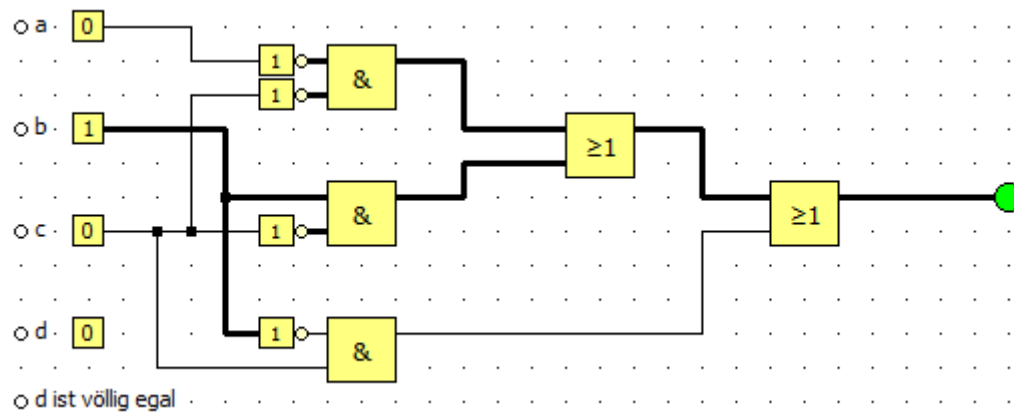 a 0
1 &
1
b 1 ≥1
& ≥1
c 0 1
d 0 1 &
d ist völlig egal